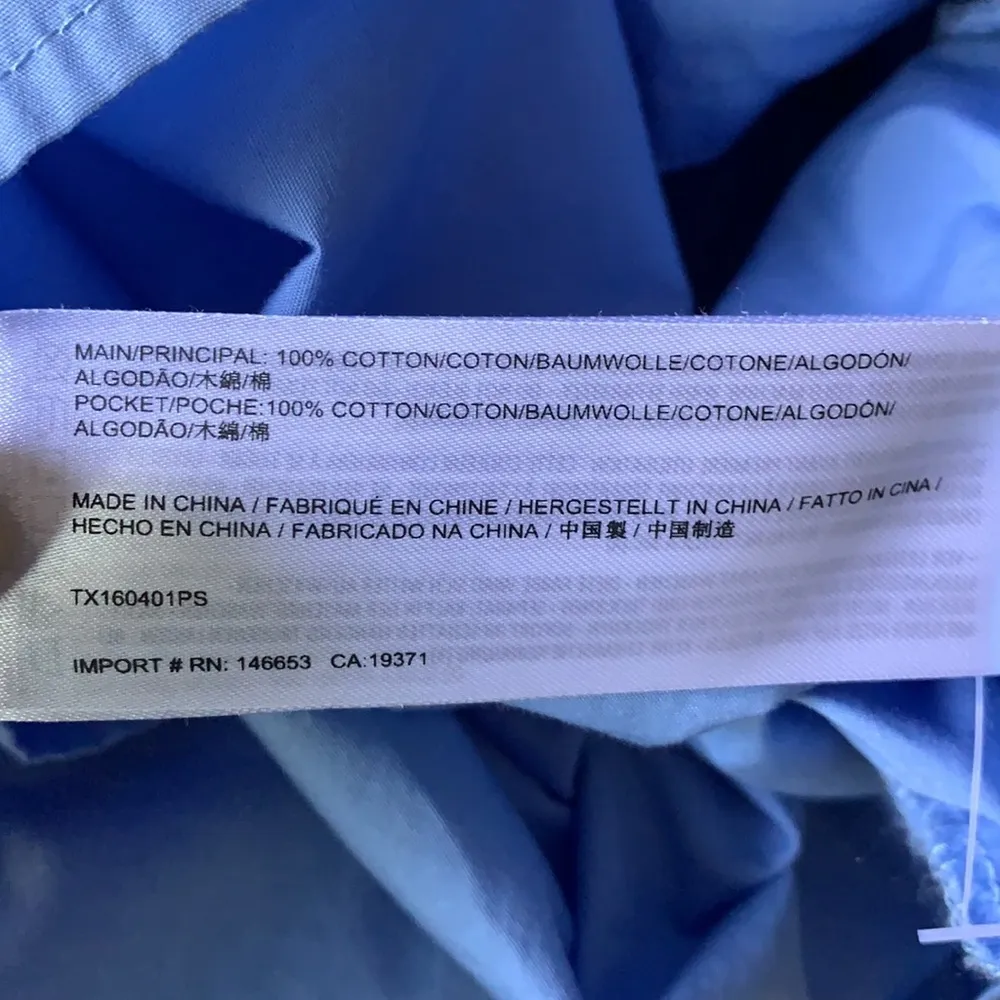 MAIN/PRINCIPAL: 100% COTTON/COTON/BAUMWOLLE/COTONE/ALGODÓN/
ALGODÃO/木綿/棉
POCKET/POCHE:100% COTTON/COTON/BAUMWOLLE/COTONE/ALGODÓN/
ALGODÃO/木綿/棉
MADE IN CHINA / FABRIQUÉ EN CHINE / HERGESTELLT IN CHINA / FATTO IN CINA /
HECHO EN CHINA / FABRICADO NA CHINA / 中国製 / 中国制造
TX160401PS
IMPORT # RN: 146653 CA:19371